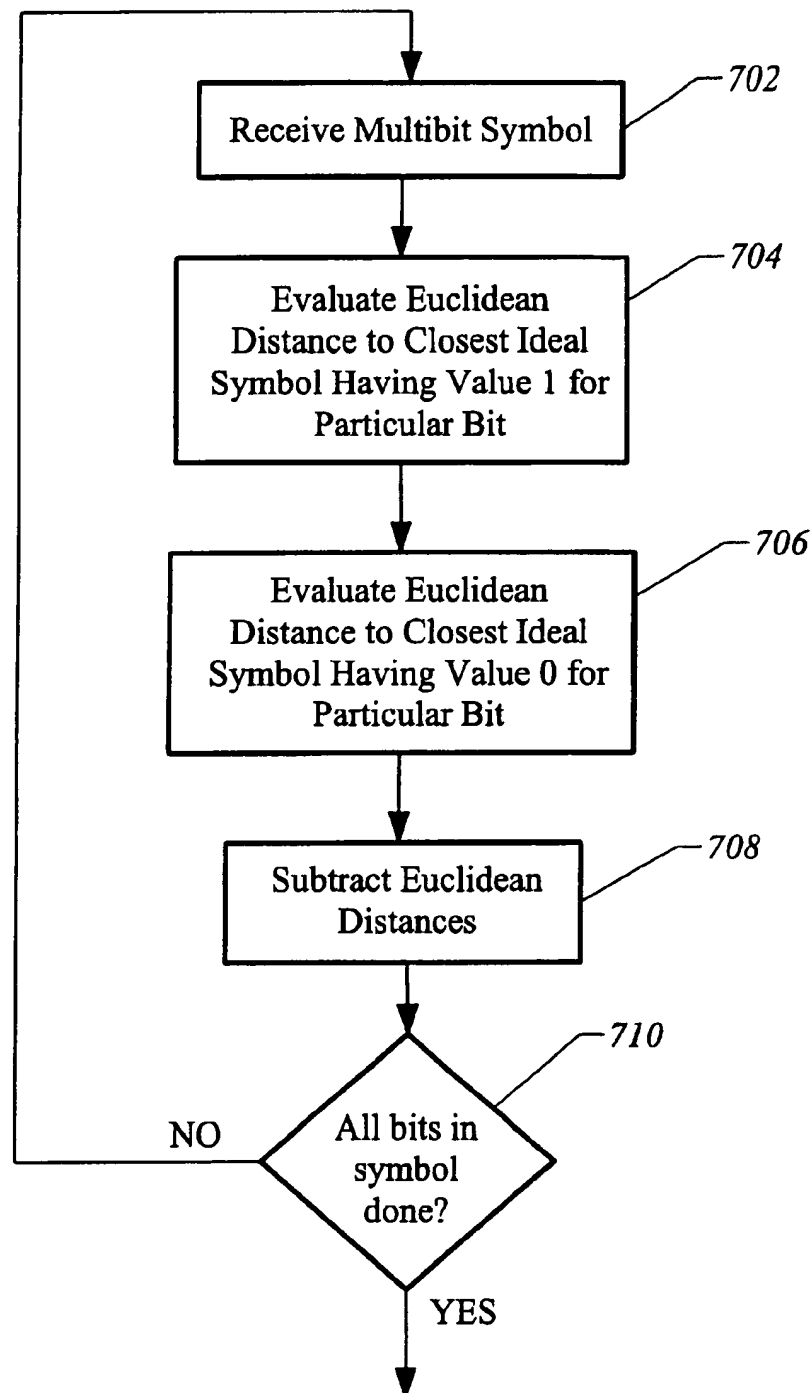 702
Receive Multibit Symbol
704
Evaluate Euclidean
Distance to Closest Ideal
Symbol Having Value 1 for
Particular Bit
706
Evaluate Euclidean
Distance to Closest Ideal
Symbol Having Value 0 for
Particular Bit
708
Subtract Euclidean
Distances
710
NO
All bits in
symbol
done?
YES